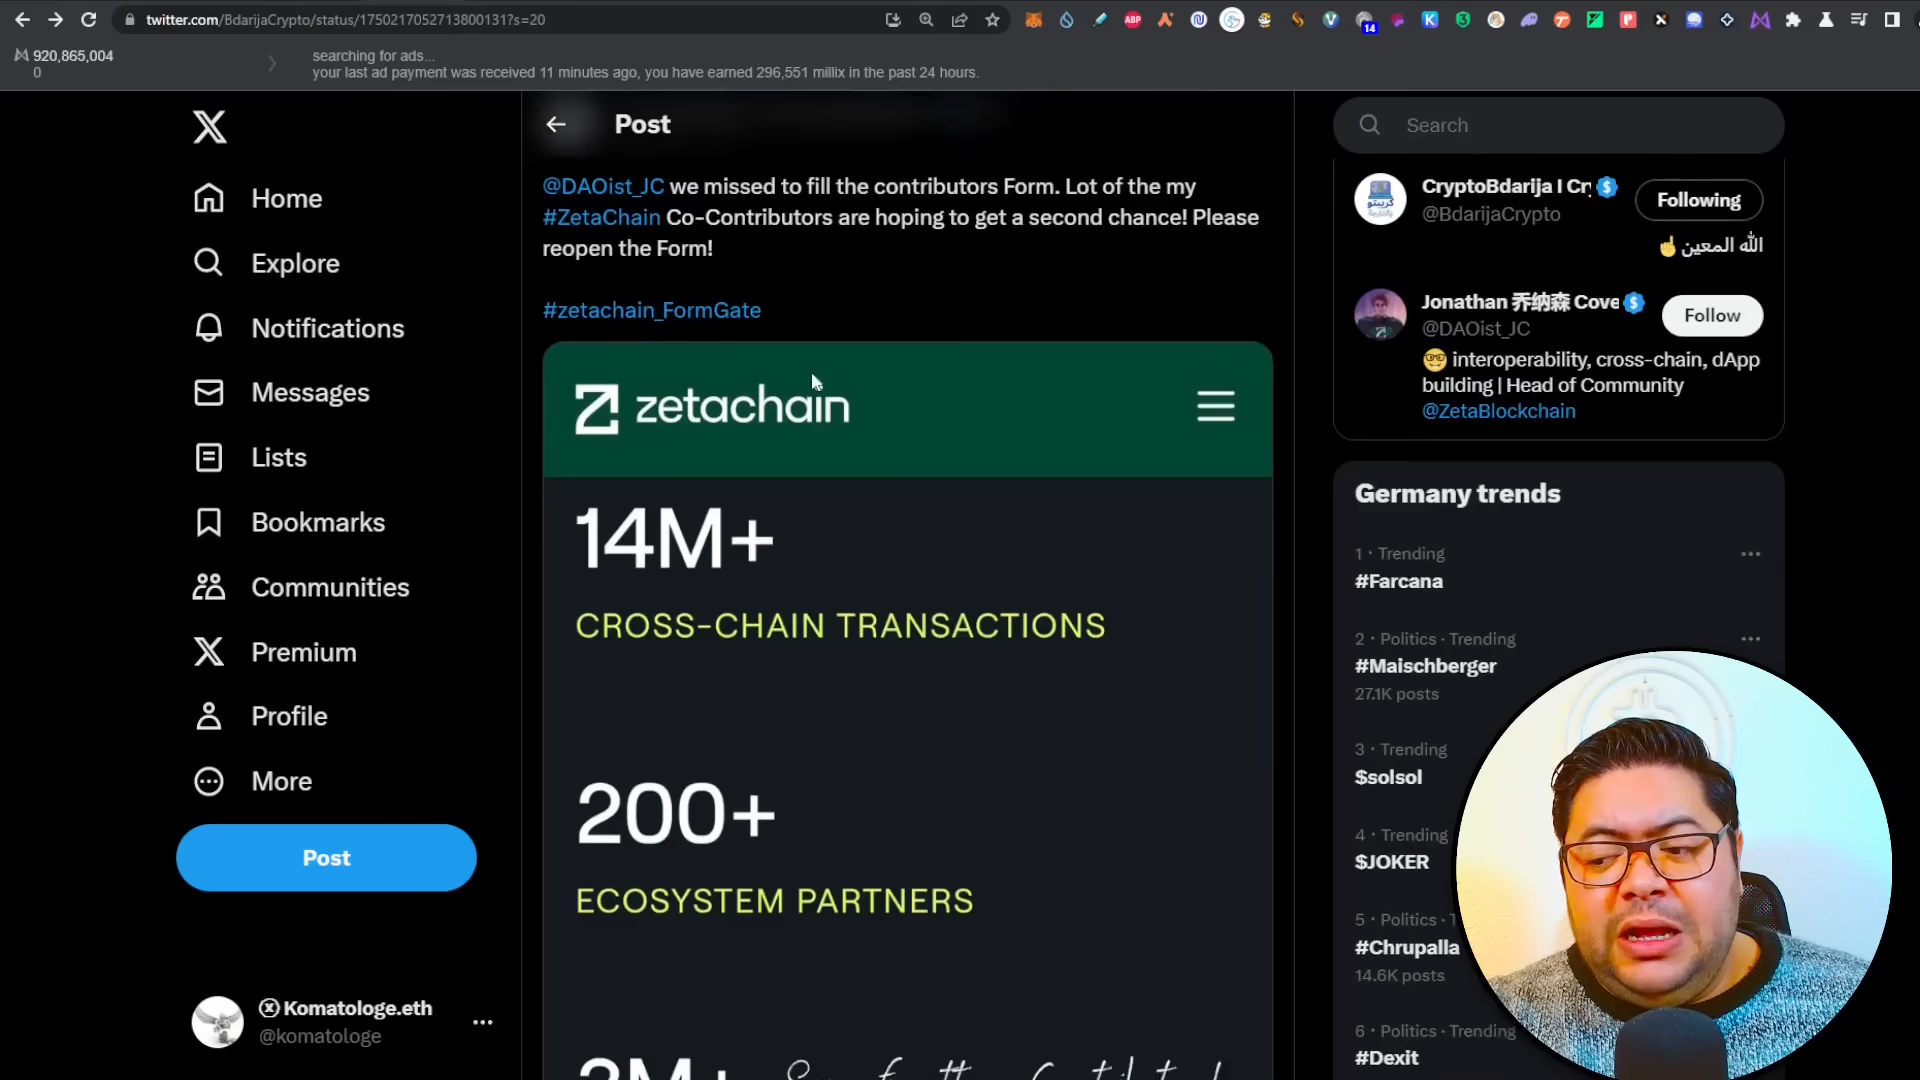 twitter.com/BdarijaCrypto/status/1750217052713800131?s=20
ABP
14
920,865,004
0
searching for ads...
your last ad payment was received 11 minutes ago, you have earned 296,551 millix in the past 24 hours.
Home
Explore
Notifications
Messages
Lists
Bookmarks
Communities
Premium
Profile
More
Post
Komatologe.eth
@komatologe
Post
@DAOist_JC we missed to fill the contributors Form. Lot of the my
#ZetaChain Co-Contributors are hoping to get a second chance! Please
reopen the Form!
#zetachain_FormGate
zetachain
14M+
CROSS-CHAIN TRANSACTIONS
200+
ECOSYSTEM PARTNERS
Search
CryptoBdarija I Cr
Following
@BdarijaCrypto
الله المعين ☝
Jonathan 乔纳森 Cove
Follow
@DAOist_JC
🤓 interoperability, cross-chain, dApp
building | Head of Community
@ZetaBlockchain
Germany trends
1 · Trending
#Farcana
2 · Politics · Trending
#Maischberger
27.1K posts
3 · Trending
$solsol
4 · Trending
$JOKER
5 · Politics · T
#Chrupalla
14.6K posts
6 · Politics · Trending
#Dexit